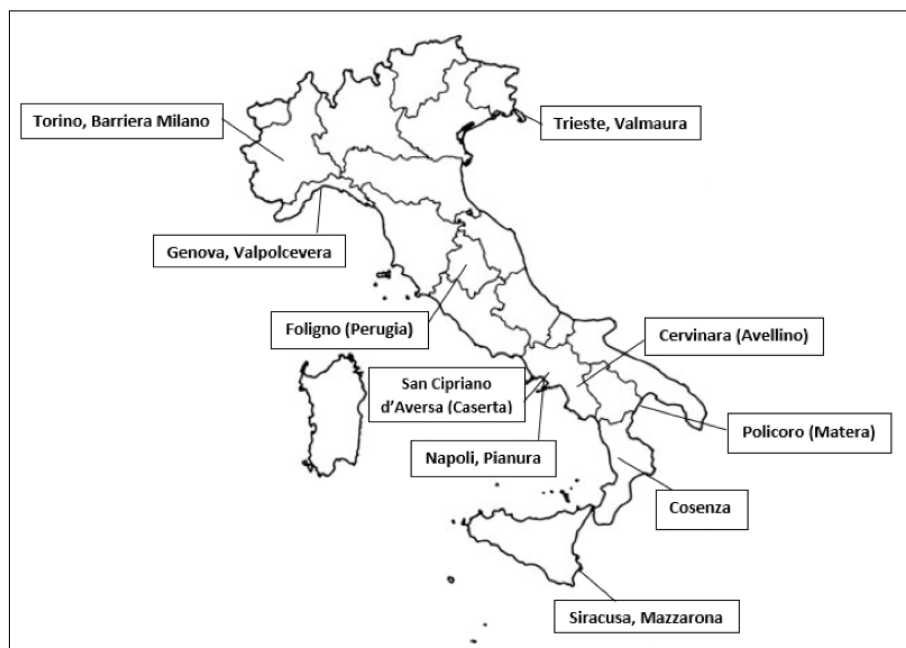 Torino, Barriera Milano
Trieste, Valmaura
Genova, Valpolcevera
Foligno (Perugia)
Cervinara (Avellino)
San Cipriano
d'Aversa (Caserta)
Policoro (Matera)
Napoli, Pianura
Cosenza
Siracusa, Mazzarona